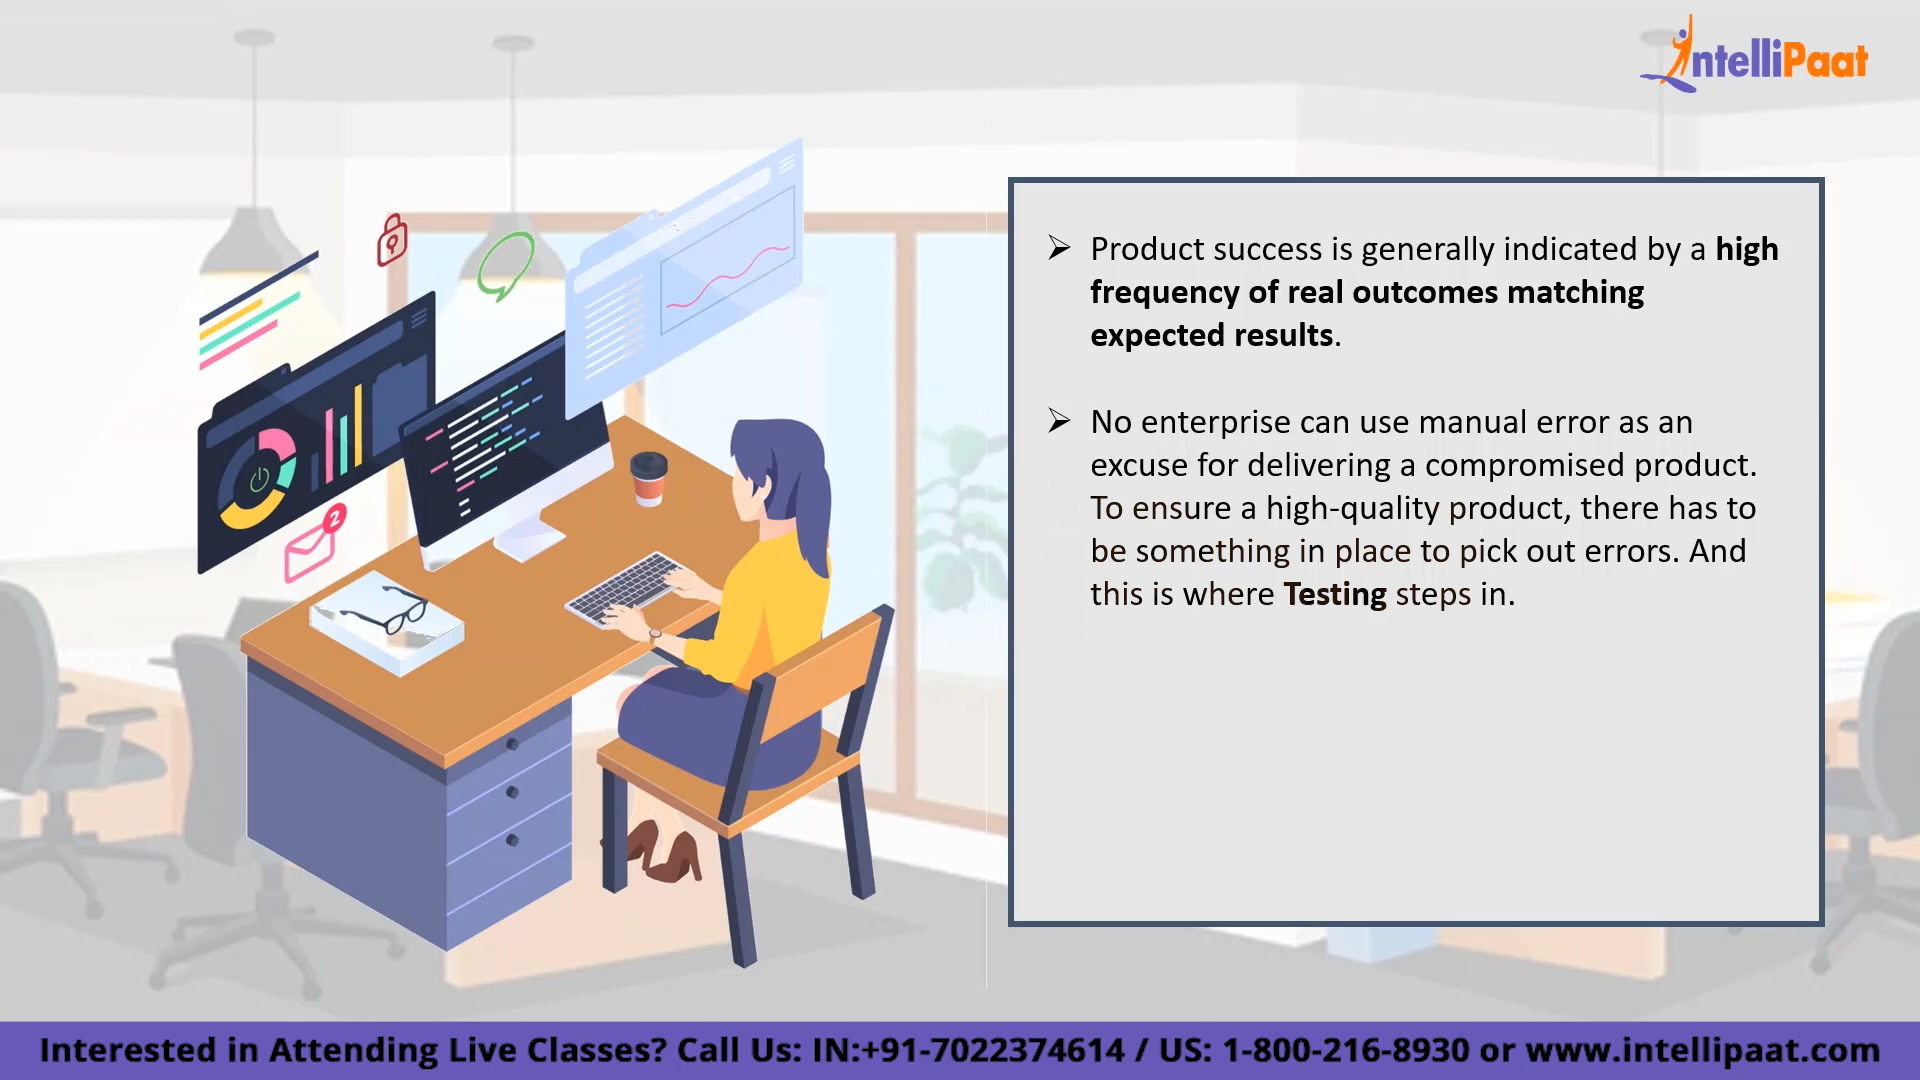 IntelliPaat
➢ Product success is generally indicated by a high
frequency of real outcomes matching
expected results.
➢ No enterprise can use manual error as an
excuse for delivering a compromised product.
To ensure a high-quality product, there has to
be something in place to pick out errors. And
this is where Testing steps in.
2
Interested in Attending Live Classes? Call Us: IN:+91-7022374614 / US: 1-800-216-8930 or www.intellipaat.com